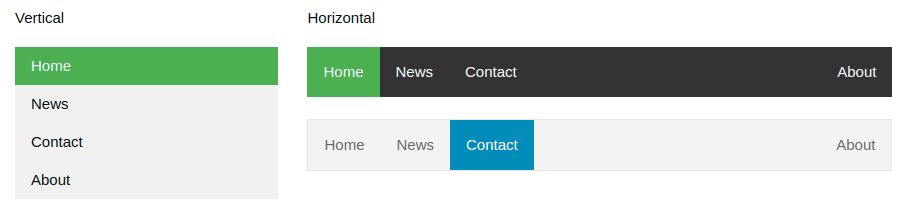 Vertical
Home
News
Contact
About
Horizontal
Home News Contact About
Home News Contact About